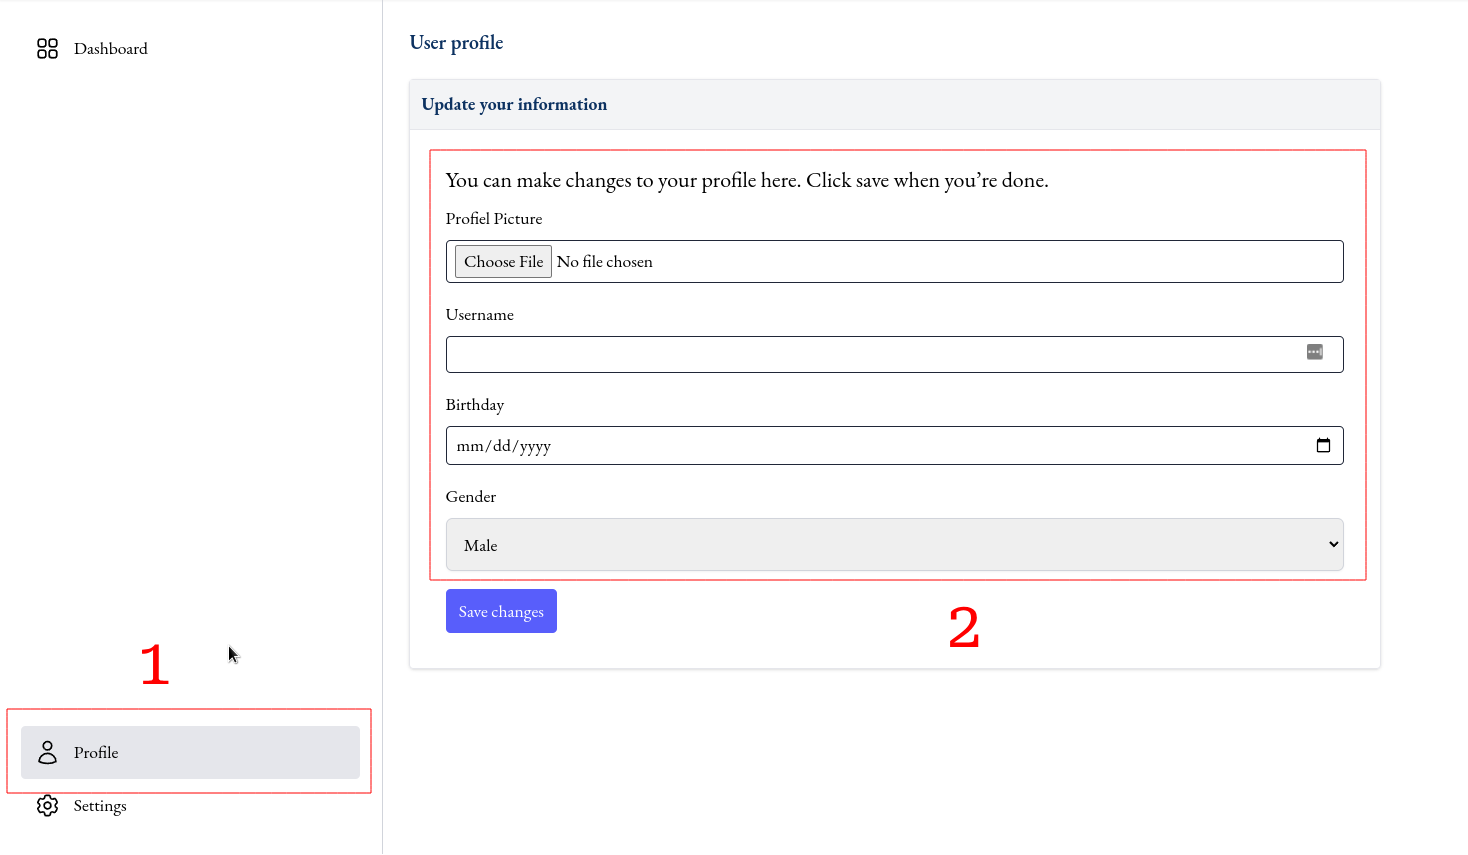 Dashboard
User profile
Update your information
You can make changes to your profile here. Click save when you’re done.
Profiel Picture
Choose File No file chosen
Username
Birthday
mm/dd/yyyy
Gender
Male
Save changes
2
1
Profile
Settings